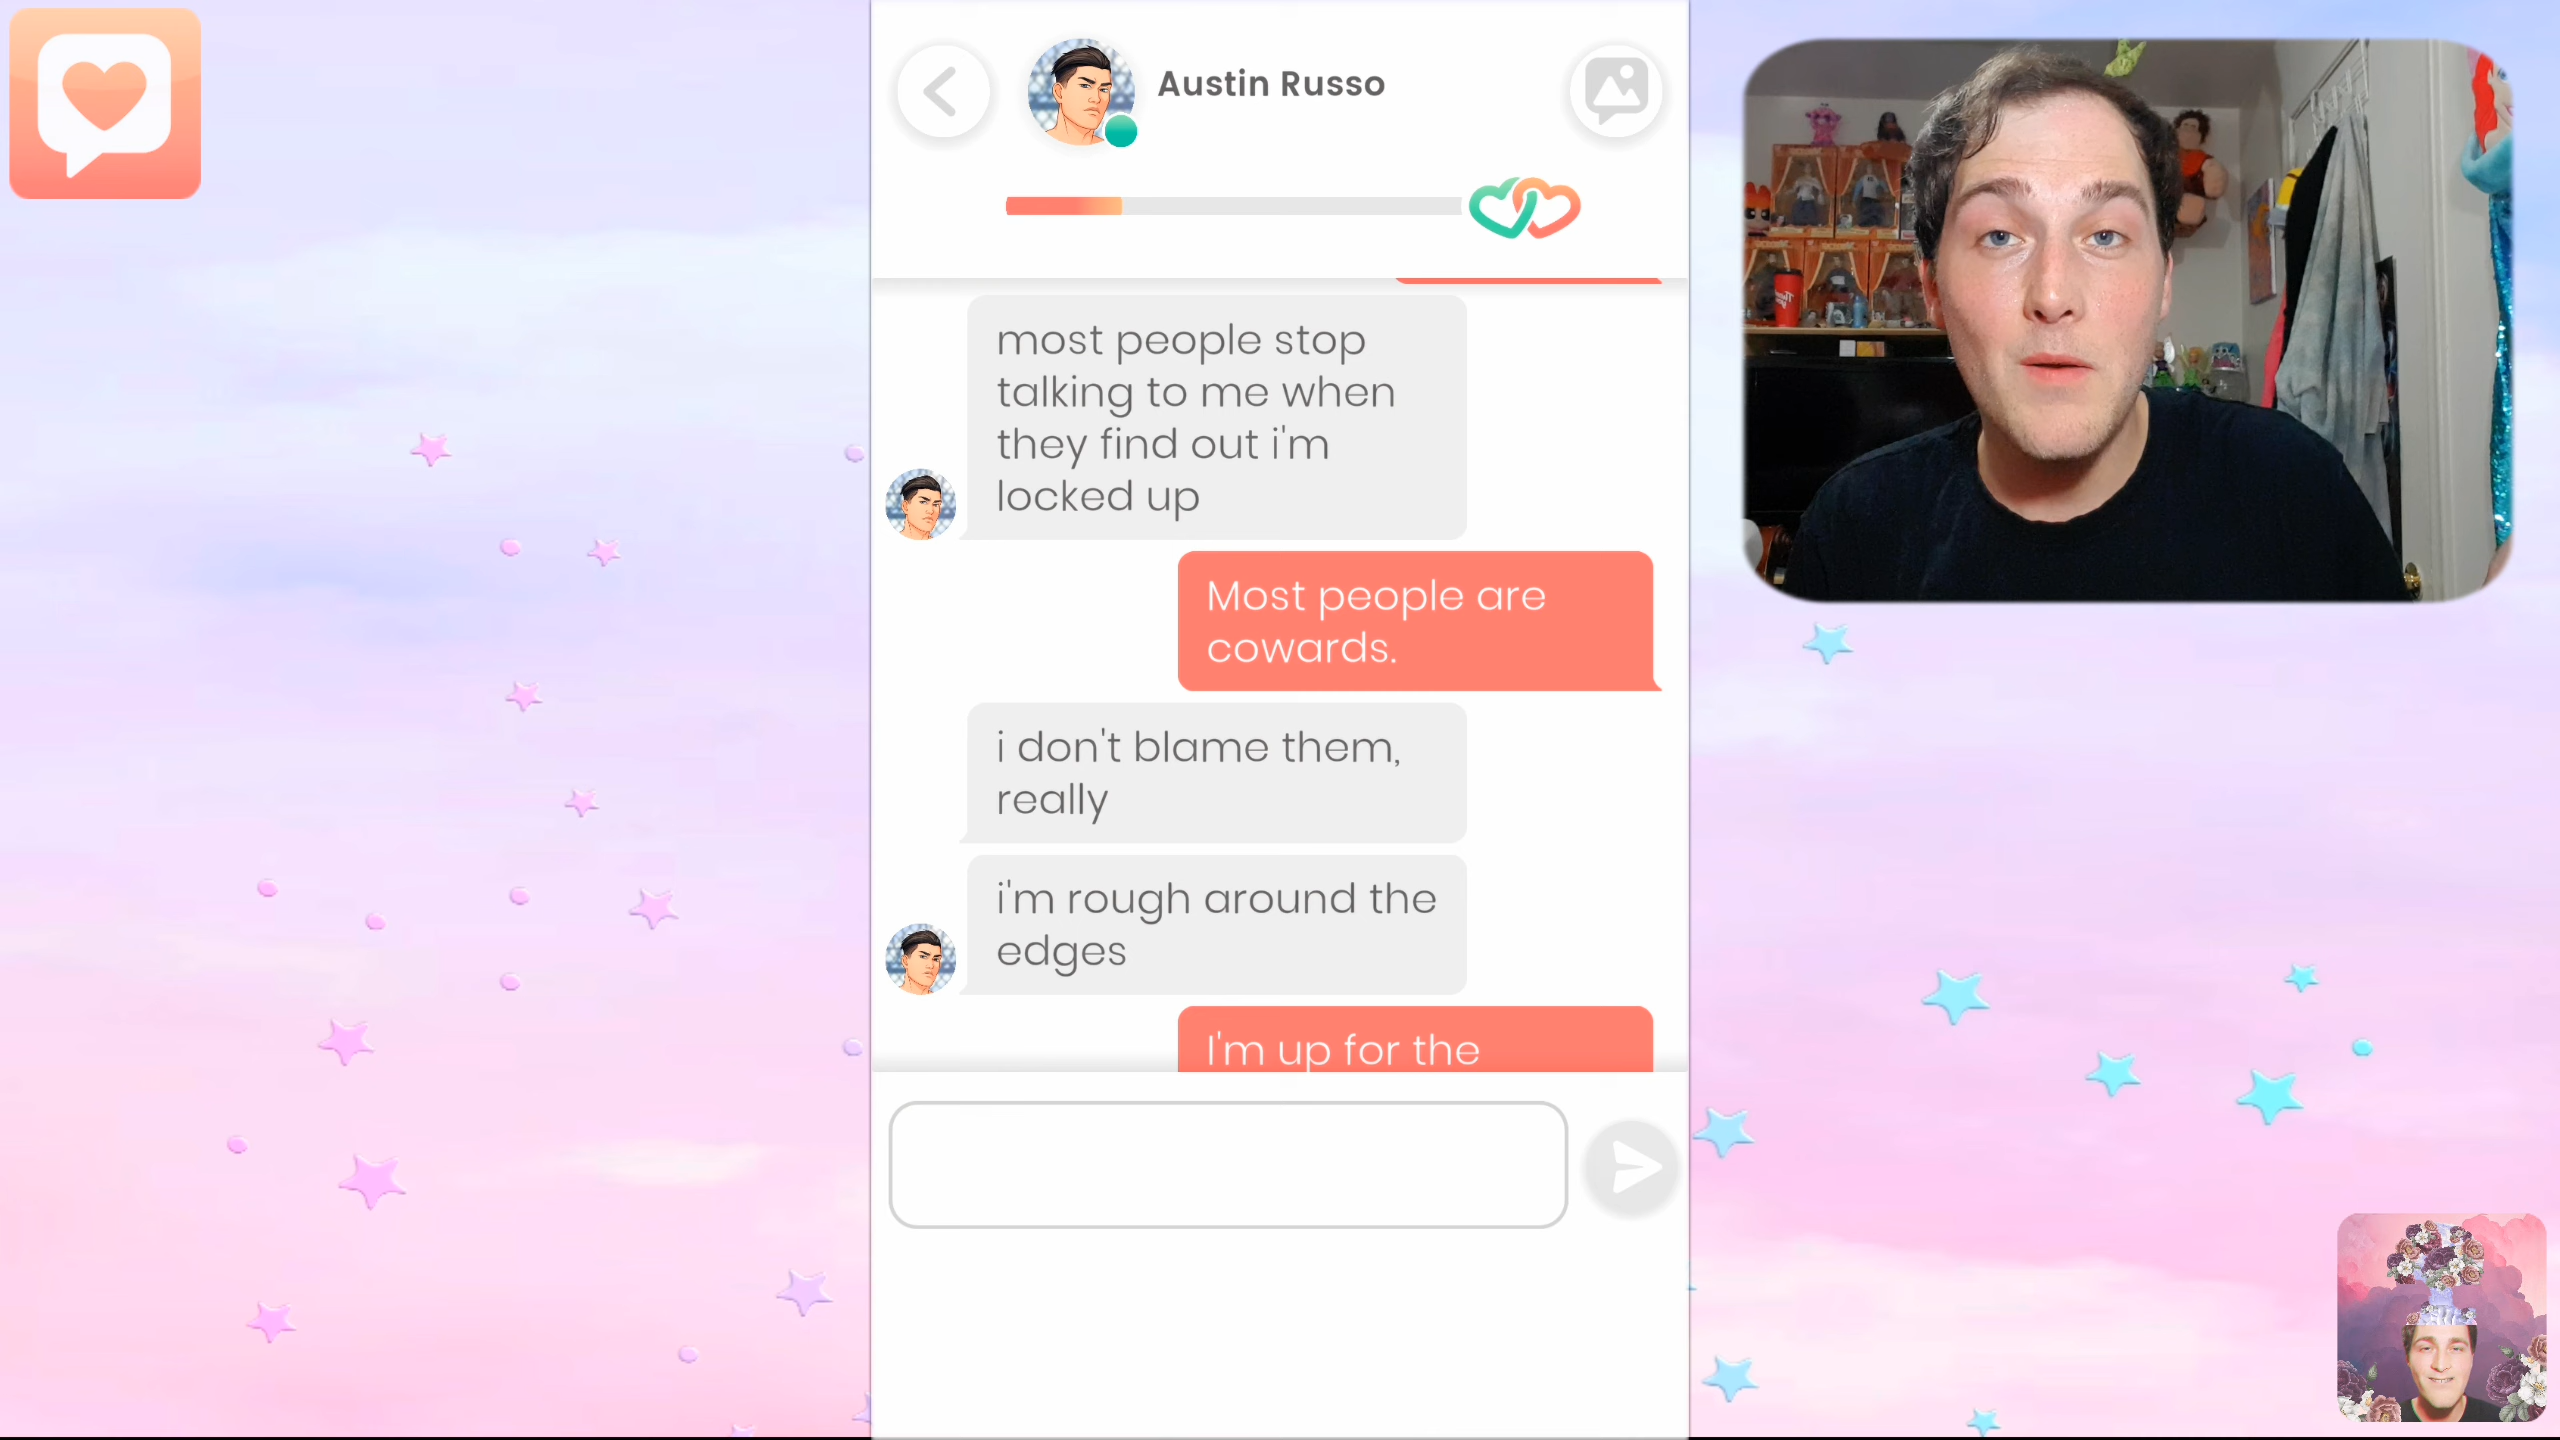 Austin Russo
most people stop
talking to me when
they find out i'm
locked up
Most people are
cowards.
i don't blame them,
really
i'm rough around the
edges
I'm up for the